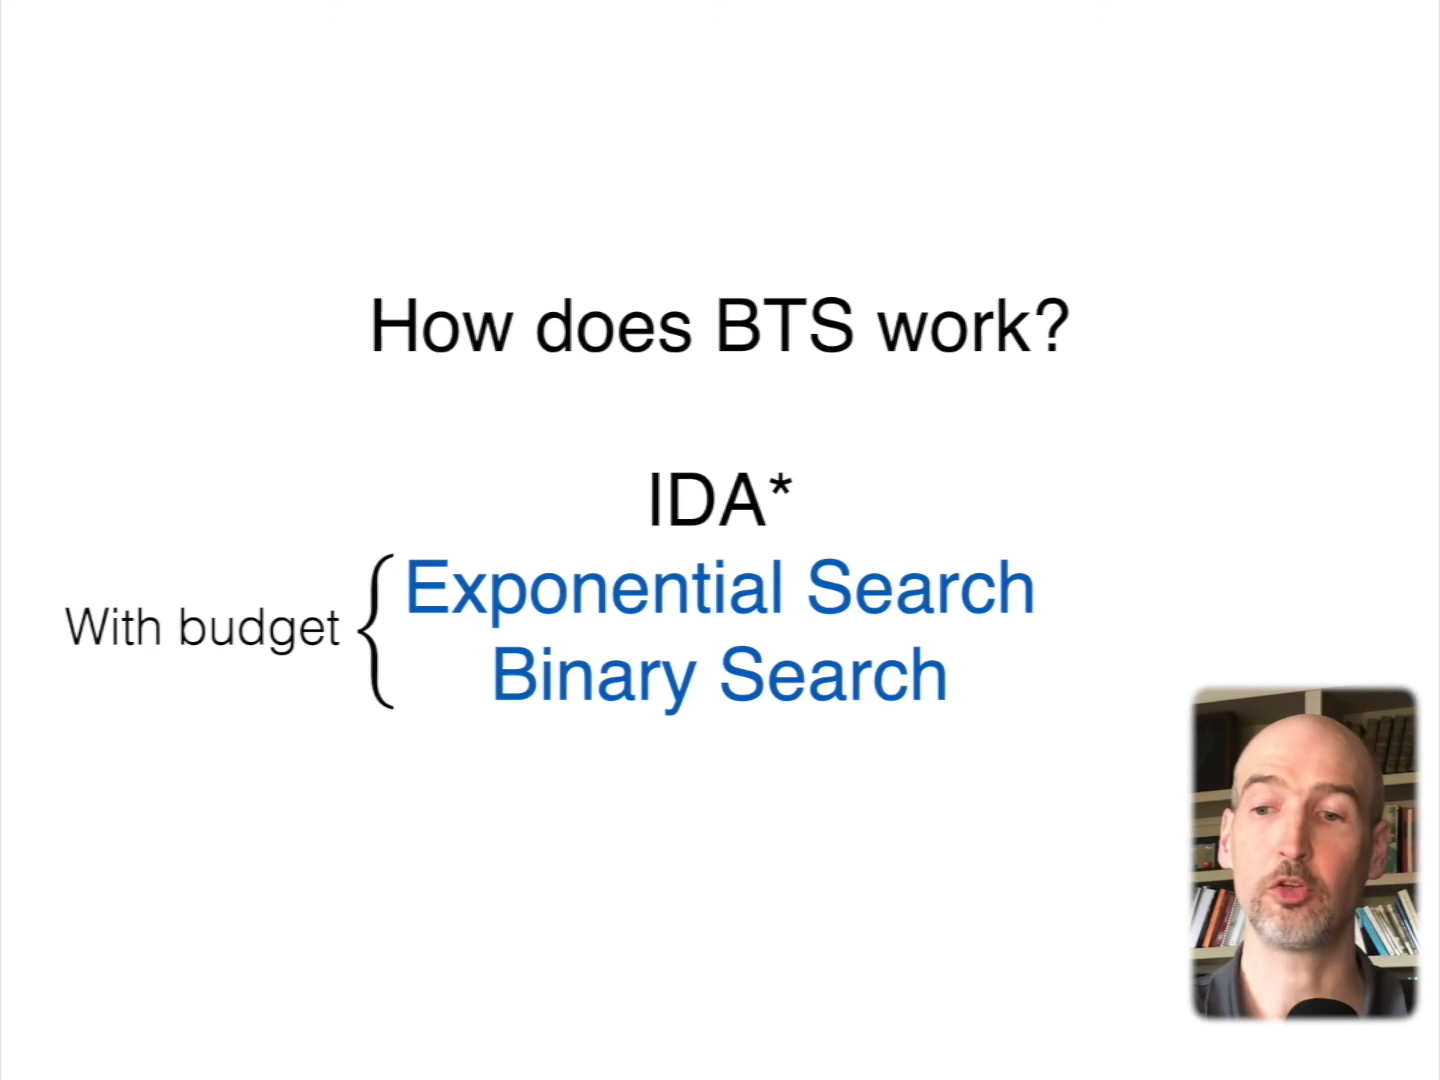 How does BTS work?
IDA*
With budget
Exponential Search
Binary Search